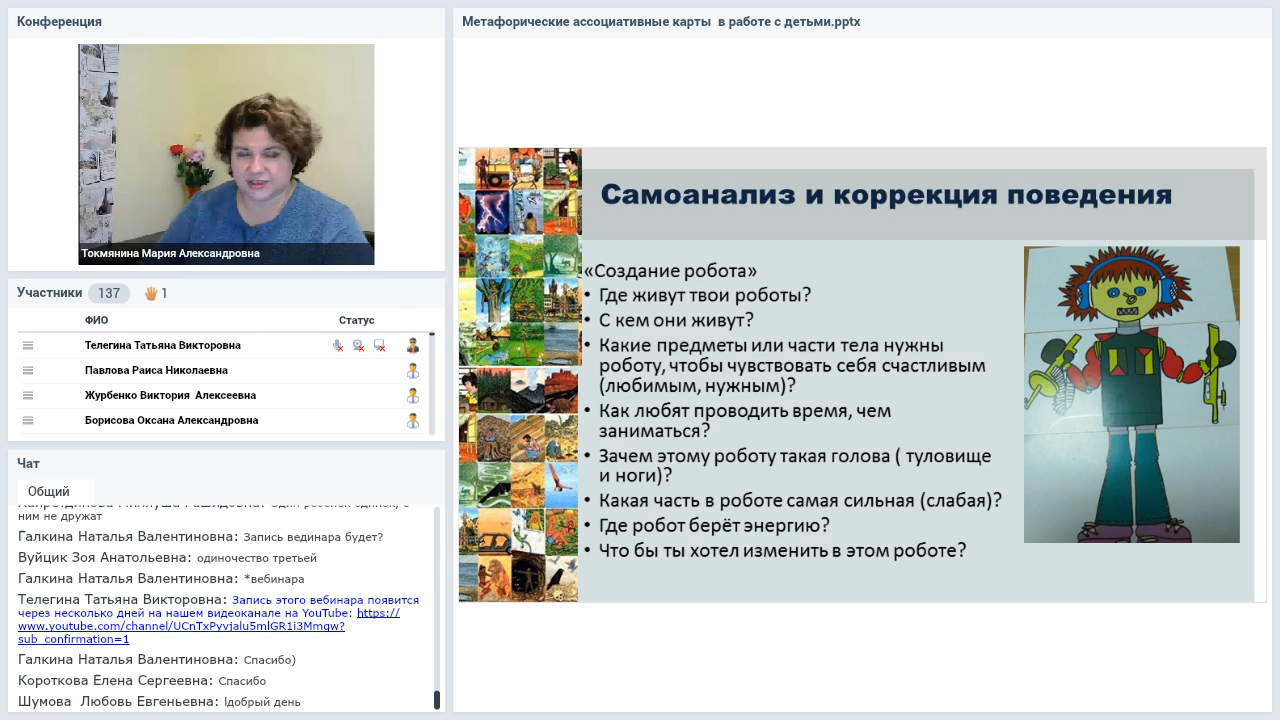 Конференция
Токмянина Мария Александровна
Участники 137 1
ФИО Статус
Телегина Татьяна Викторовна
Павлова Раиса Николаевна
Журбенко Виктория Алексеевна
Борисова Оксана Александровна
Чат
Общий
ним не дружат
Галкина Наталья Валентиновна: Запись вединара будет?
Вуйцик Зоя Анатольевна: одиночество третьей
Галкина Наталья Валентиновна: *вебинара
Телегина Татьяна Викторовна: Запись этого вебинара появится
через несколько дней на нашем видеоканале на YouTube: https://
www.youtube.com/channel/UCnTxPyvjalu5mlGR1i3Mmqw?
sub_confirmation=1
Галкина Наталья Валентиновна: Спасибо)
Короткова Елена Сергеевна: Спасибо
Шумова Любовь Евгеньевна: lдобрый день
Метафорические ассоциативные карты в работе с детьми.pptx
Самоанализ и коррекция поведения
«Создание робота»
• Где живут твои роботы?
• С кем они живут?
• Какие предметы или части тела нужны
роботу, чтобы чувствовать себя счастливым
(любимым, нужным)?
• Как любят проводить время, чем
заниматься?
• Зачем этому роботу такая голова ( туловище
и ноги)?
• Какая часть в роботе самая сильная (слабая)?
• Где робот берёт энергию?
• Что бы ты хотел изменить в этом роботе?